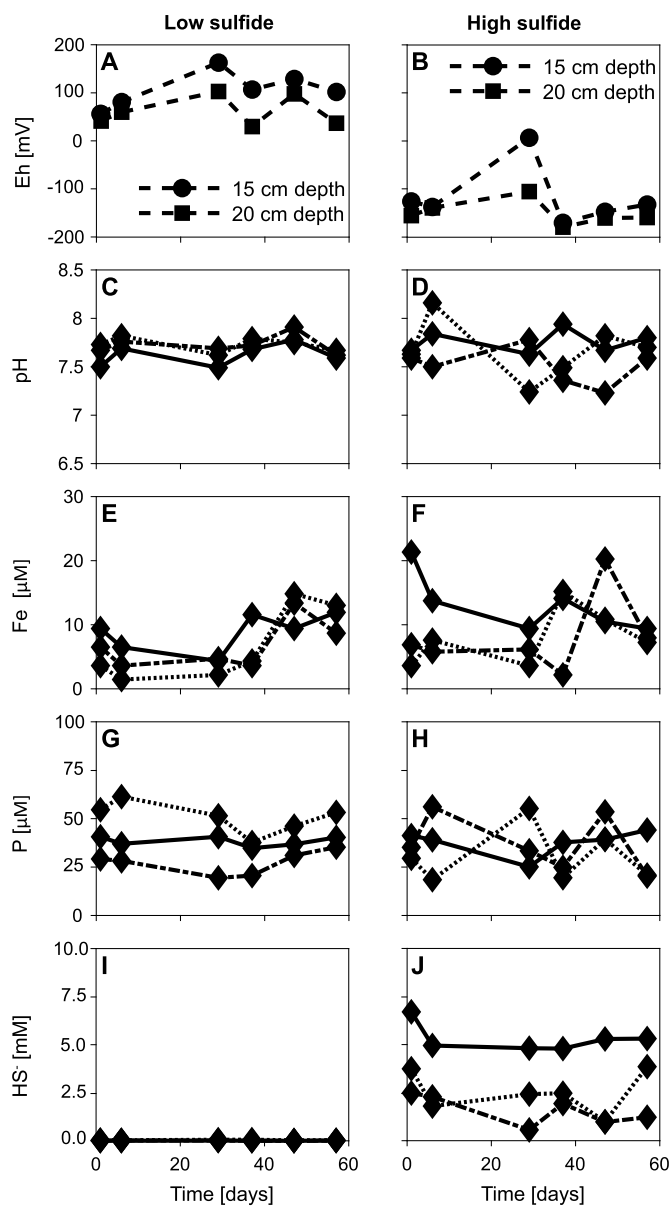 Low sulfide
High sulfide
A
B
Eh [mV]
200
100
0
-100
-200
15 cm depth
20 cm depth
15 cm depth
20 cm depth
C
D
pH
8.5
8
7.5
7
6.5
E
F
Fe [µM]
30
20
10
0
G
H
P [µM]
100
75
50
25
0
I
J
HS- [mM]
10.0
7.5
5.0
2.5
0.0
0 20 40 60
0 20 40 60
Time [days]
Time [days]